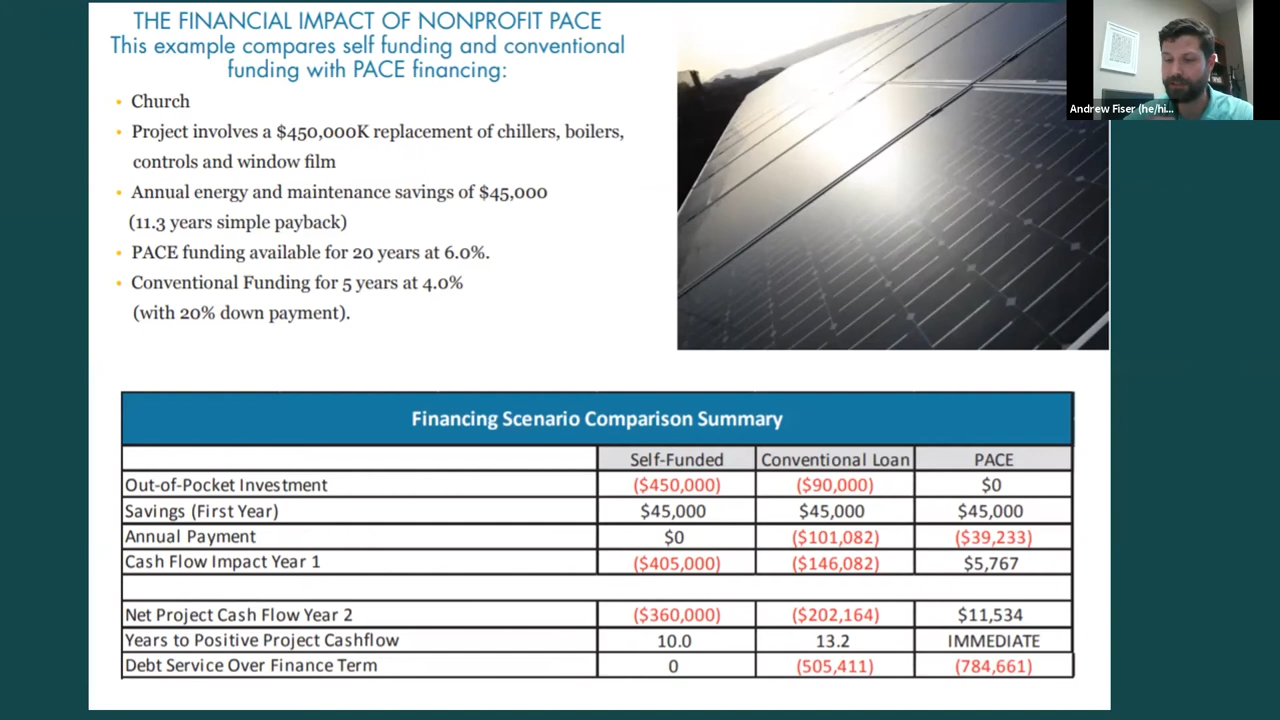 THE FINANCIAL IMPACT OF NONPROFIT PACE
This example compares self funding and conventional
funding with PACE financing:
• Church
• Project involves a $450,000K replacement of chillers, boilers,
controls and window film
• Annual energy and maintenance savings of $45,000
(11.3 years simple payback)
• PACE funding available for 20 years at 6.0%.
• Conventional Funding for 5 years at 4.0%
(with 20% down payment).
Andrew Fiser (he/hi...
Financing Scenario Comparison Summary
Self-Funded Conventional Loan PACE
Out-of-Pocket Investment ($450,000) ($90,000) $0
Savings (First Year) $45,000 $45,000 $45,000
Annual Payment $0 ($101,082) ($39,233)
Cash Flow Impact Year 1 ($405,000) ($146,082) $5,767
Net Project Cash Flow Year 2 ($360,000) ($202,164) $11,534
Years to Positive Project Cashflow 10.0 13.2 IMMEDIATE
Debt Service Over Finance Term 0 (505,411) (784,661)